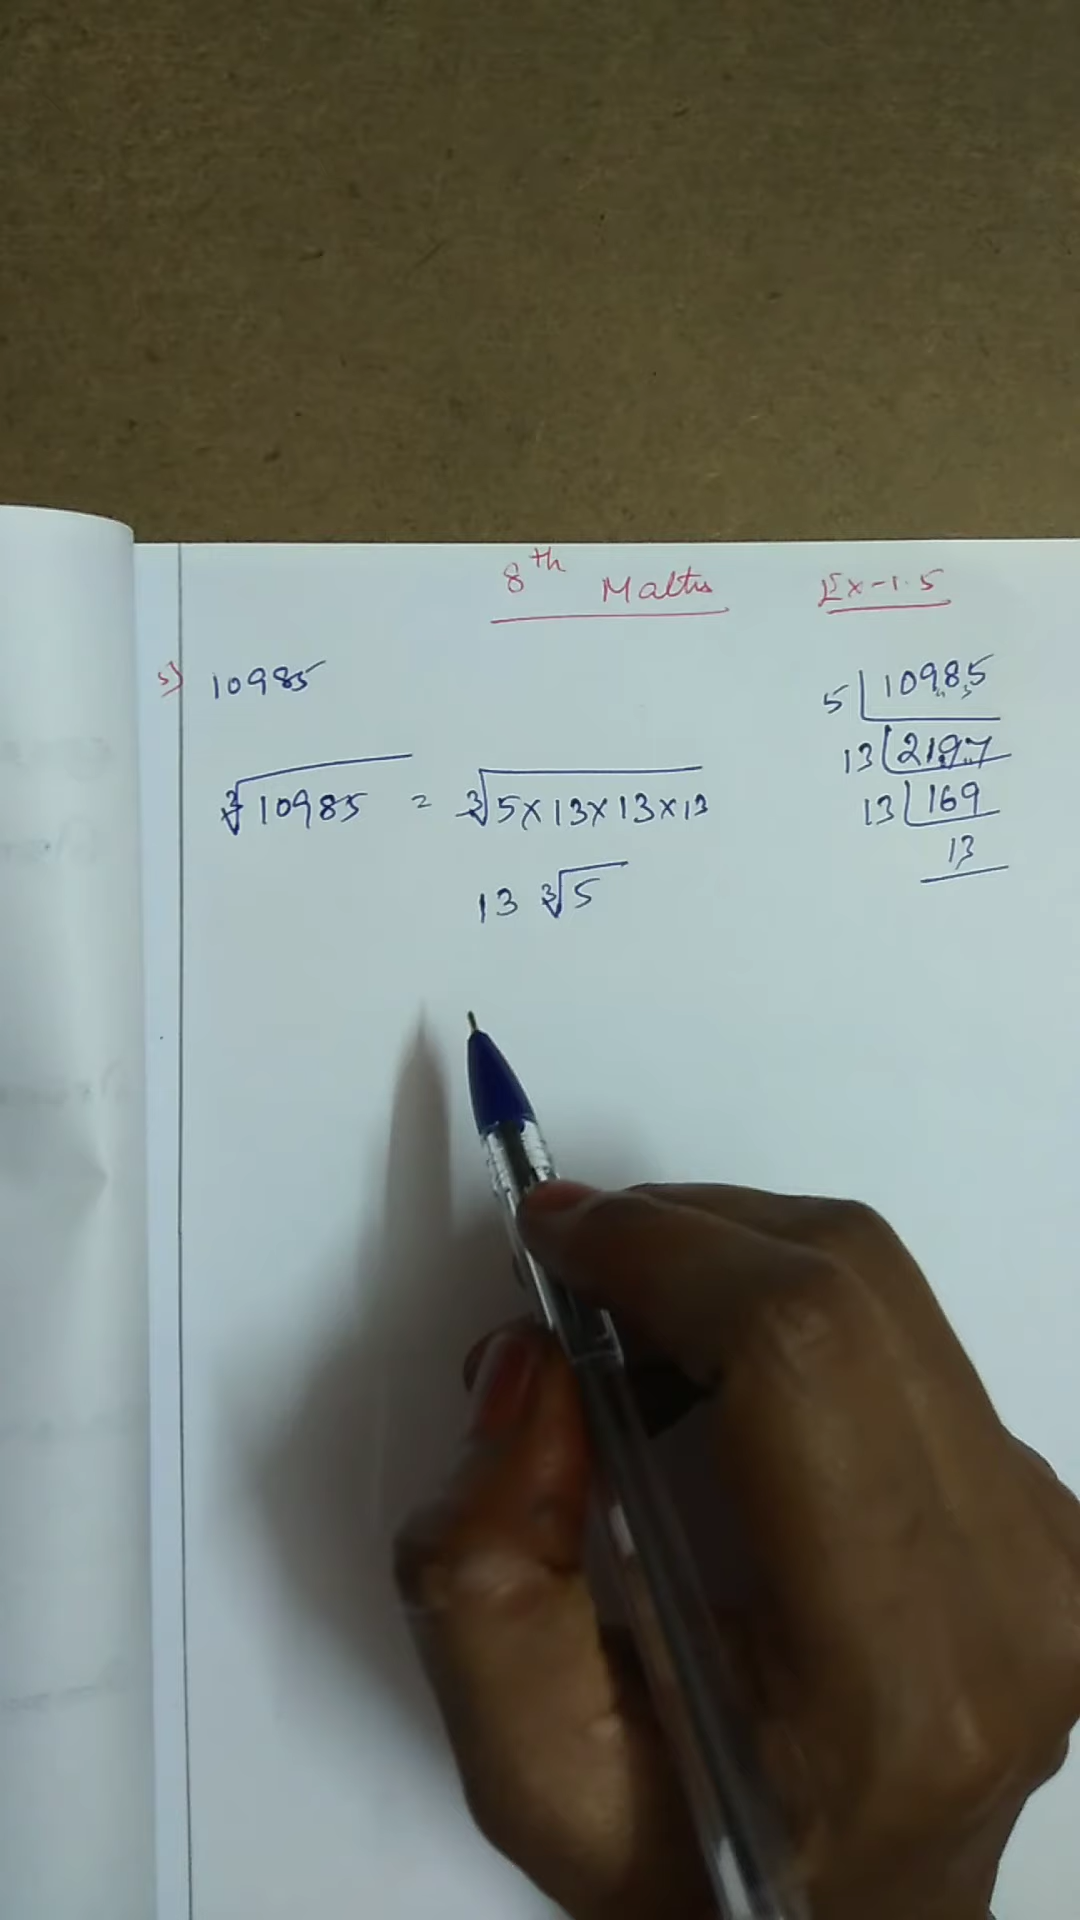 8th Maths Ex-1.5
5) 10985
∛10985 = ∛5×13×13×13
13 ∛5
5 | 10985
13 | 2197
13 | 169
13